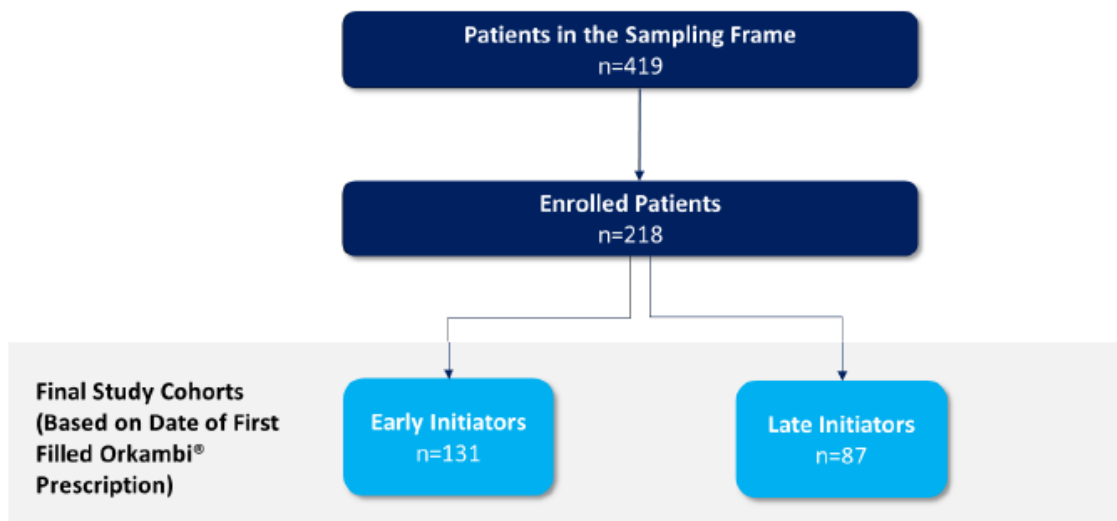 Patients in the Sampling Frame
n=419
Enrolled Patients
n=218
Final Study Cohorts
(Based on Date of First
Filled Orkambi®
Prescription)
Early Initiators
n=131
Late Initiators
n=87